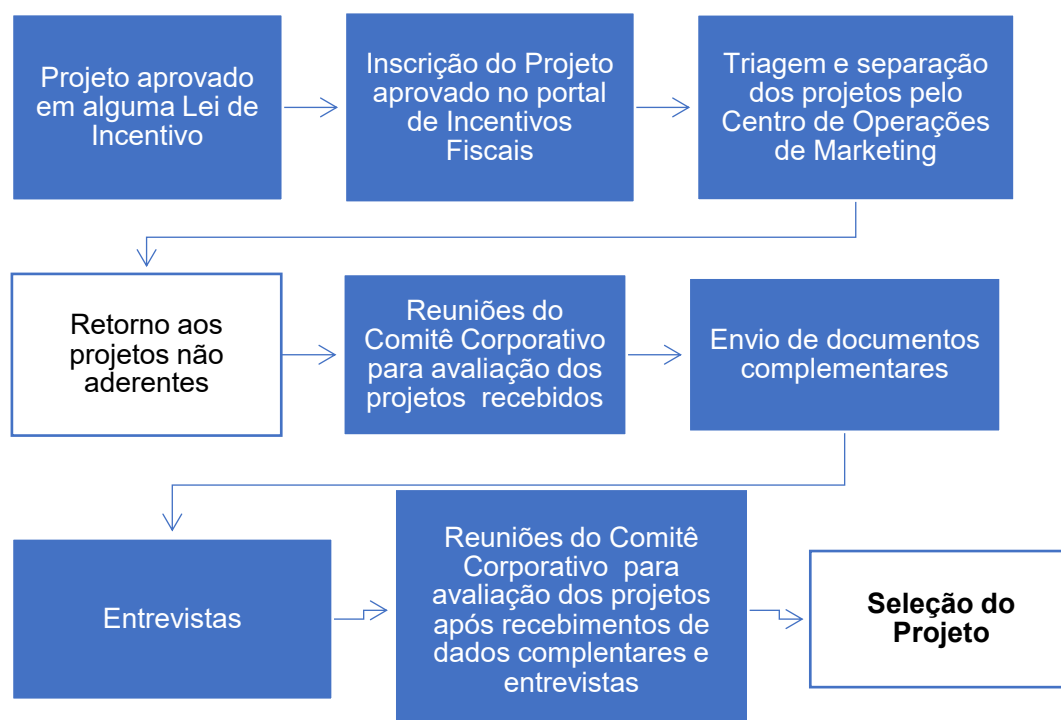 Projeto aprovado
em alguma Lei de
Incentivo
Inscrição do Projeto
aprovado no portal
de Incentivos
Fiscais
Triagem e separação
dos projetos pelo
Centro de Operações
de Marketing
Retorno aos
projetos não
aderentes
Reuniões do
Comitê Corporativo
para avaliação dos
projetos recebidos
Envio de documentos
complementares
Entrevistas
Reuniões do Comitê
Corporativo para
avaliação dos projetos
após recebimentos de
dados complentares e
entrevistas
Seleção do
Projeto